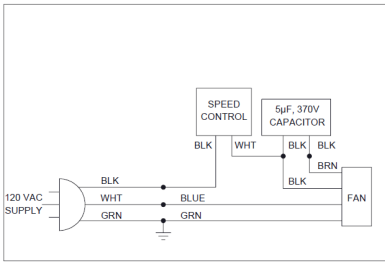 SPEED
CONTROL
5µF, 370V
CAPACITOR
BLK WHT BLK BLK
BRN
BLK BLK
120 VAC
SUPPLY
WHT BLUE
FAN
GRN GRN